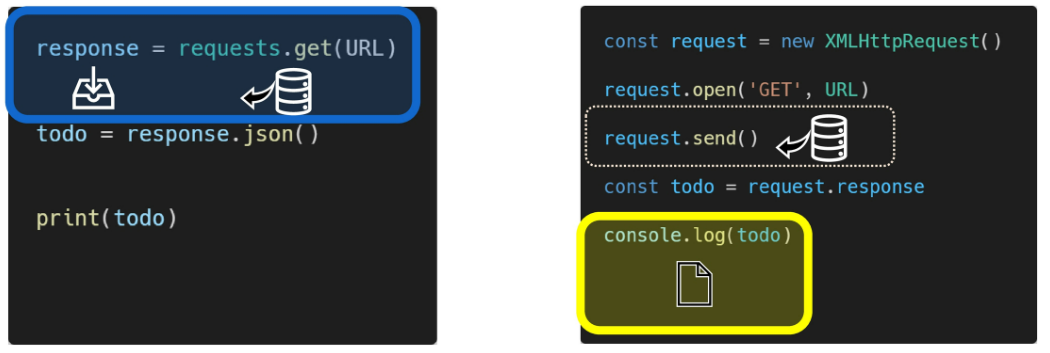 response = requests.get(URL)
todo = response.json()
print(todo)
const request = new XMLHttpRequest()
request.open('GET', URL)
request.send()
const todo = request.response
console.log(todo)